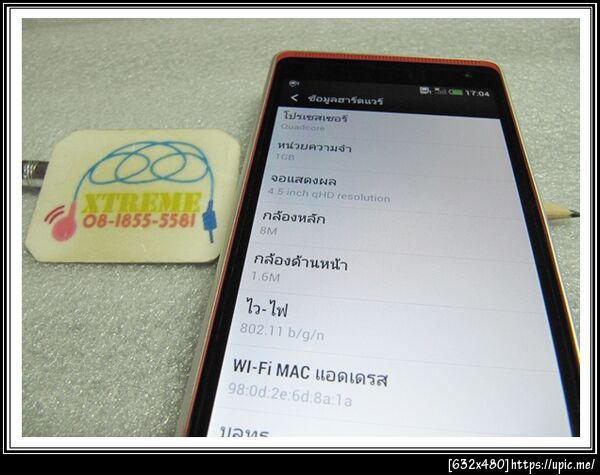 17:04
ข้อมูลฮาร์ดแวร์
โปรเซสเซอร์
Quadcore
หน่วยความจำ
1GB
จอแสดงผล
4.5 inch qHD resolution
กล้องหลัก
8M
กล้องด้านหน้า
1.6M
ไว-ไฟ
802.11 b/g/n
WI-Fi MAC แอดเดรส
98:0d:2e:6d:8a:1a
XTREME
08-1855-5581
[632x480]https://upic.me/